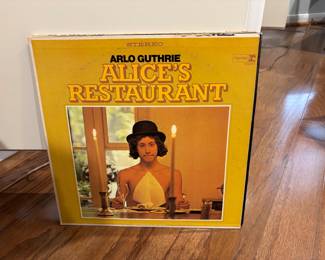 STEREO
ARLO GUTHRIE
ALICE'S
RESTAURANT